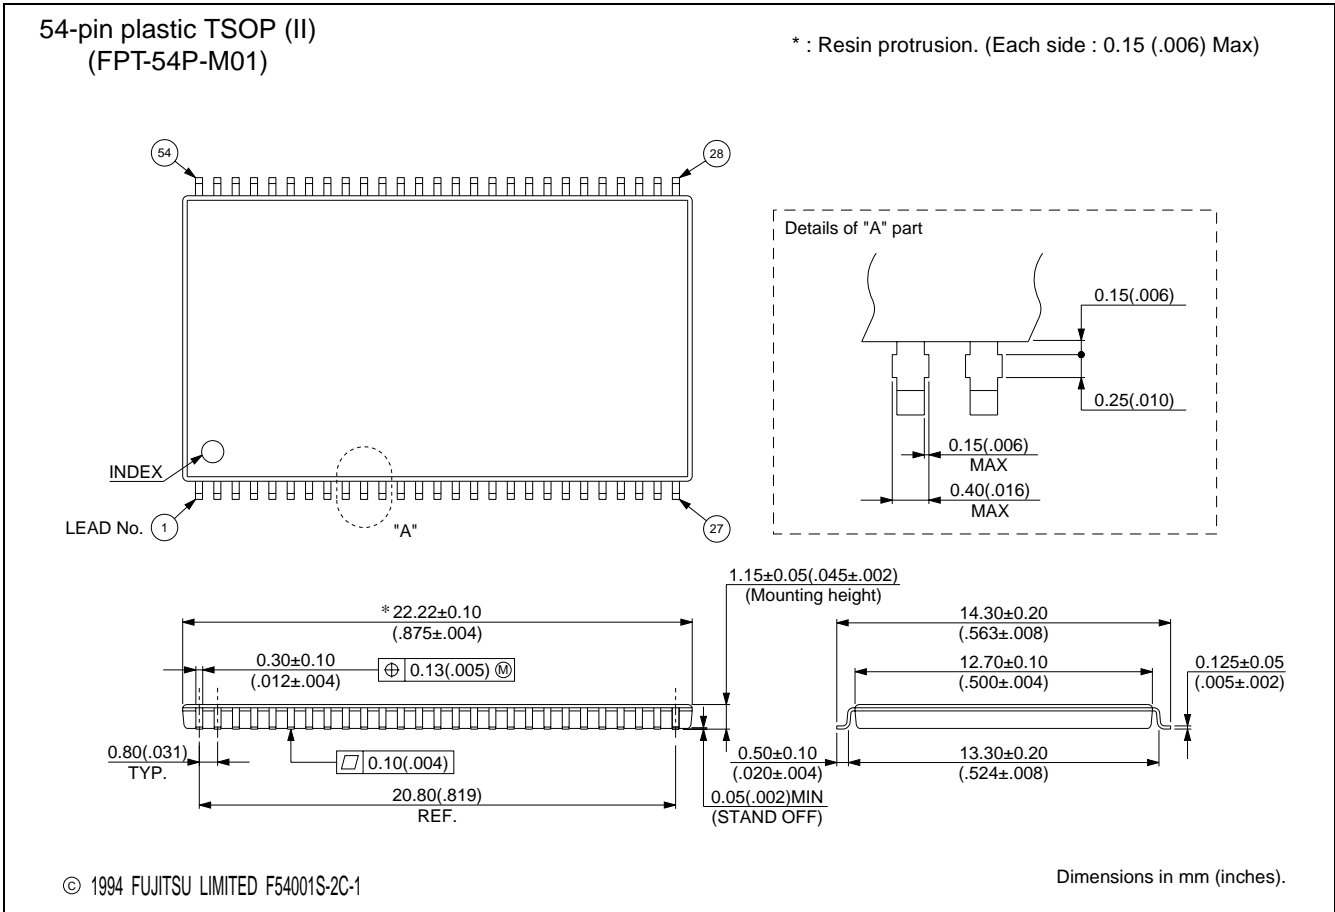 54-pin plastic TSOP (II)
(FPT-54P-M01)
* : Resin protrusion. (Each side : 0.15 (.006) Max)
54
28
Details of "A" part
0.15(.006)
0.25(.010)
0.15(.006)
MAX
0.40(.016)
MAX
INDEX
LEAD No. 1
"A"
27
1.15±0.05(.045±.002)
(Mounting height)
*22.22±0.10
(.875±.004)
0.30±0.10
(.012±.004)
⌖ 0.13(.005) Ⓜ
0.80(.031)
TYP.
⏥ 0.10(.004)
20.80(.819)
REF.
0.05(.002)MIN
(STAND OFF)
14.30±0.20
(.563±.008)
12.70±0.10
(.500±.004)
0.125±0.05
(.005±.002)
0.50±0.10
(.020±.004)
13.30±0.20
(.524±.008)
© 1994 FUJITSU LIMITED F54001S-2C-1
Dimensions in mm (inches).